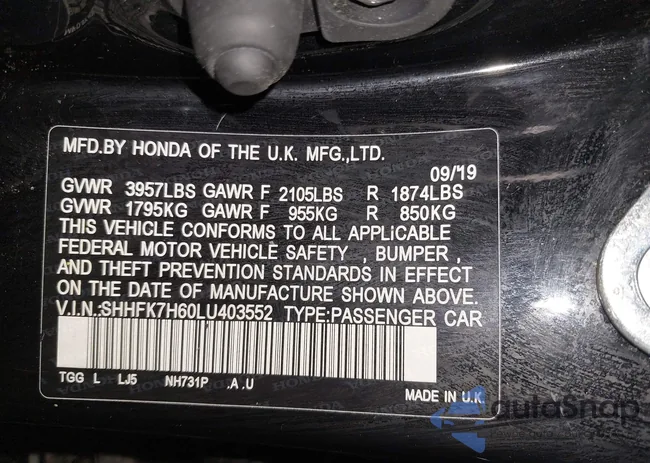 MFD.BY HONDA OF THE U.K. MFG.,LTD.
09/'19
GVWR 3957LBS GAWR F 2105LBS R 1874LBS
GVWR 1795KG GAWR F 955KG R 850KG
THIS VEHICLE CONFORMS TO ALL APPLICABLE
FEDERAL MOTOR VEHICLE SAFETY , BUMPER ,
AND THEFT PREVENTION STANDARDS IN EFFECT
ON THE DATE OF MANUFACTURE SHOWN ABOVE.
V.I.N.:SHHFK7H60LU403552 TYPE:PASSENGER CAR
TGG L LJ5 NH731P .A .U
MADE IN U.K.
autoSnap